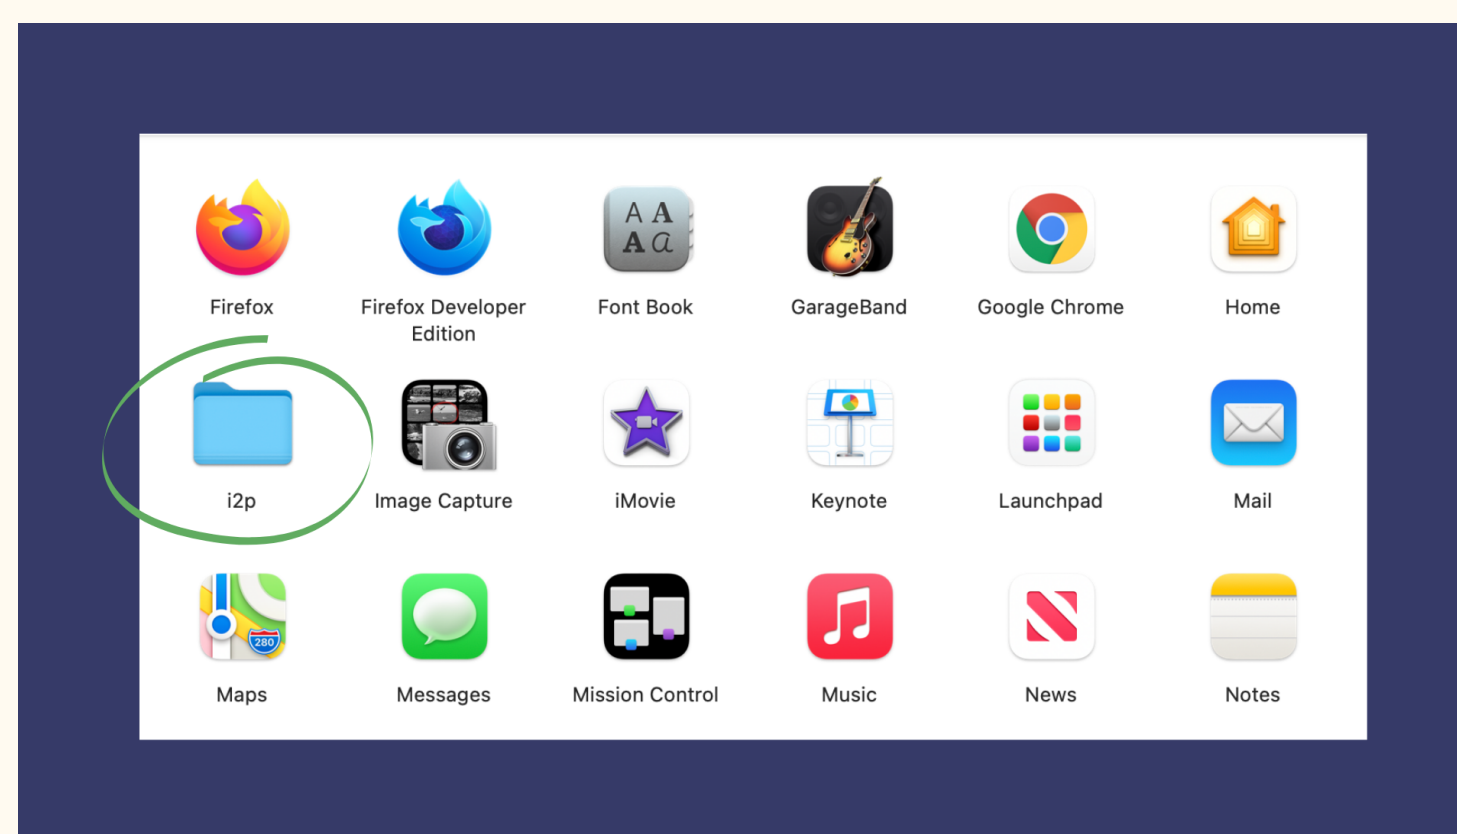 A A
A a
Firefox
Firefox Developer
Edition
Font Book
GarageBand
Google Chrome
Home
i2p
Image Capture
iMovie
Keynote
Launchpad
Mail
280
Maps
Messages
Mission Control
Music
News
Notes